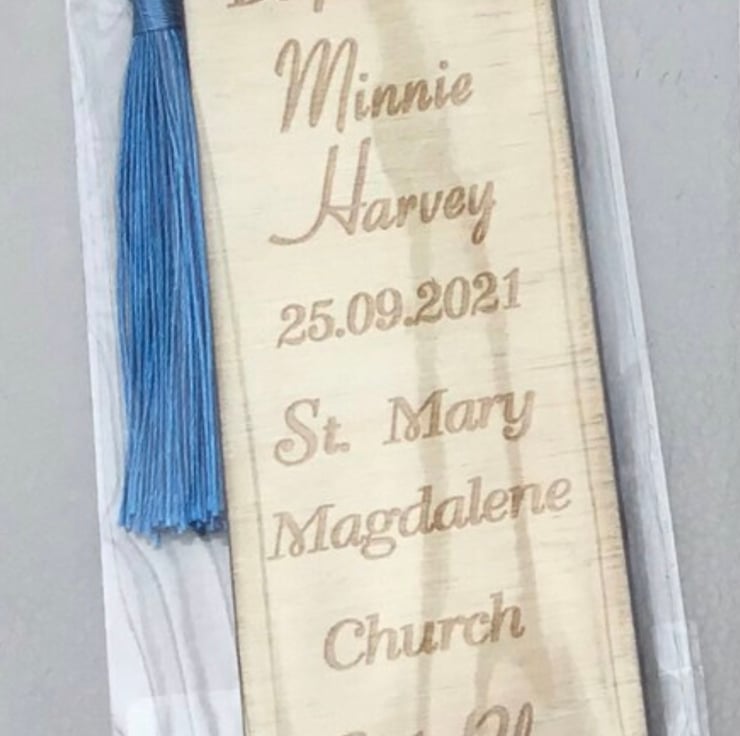 Minnie
Harvey
25.09.2021
St. Mary
Magdalene
Church